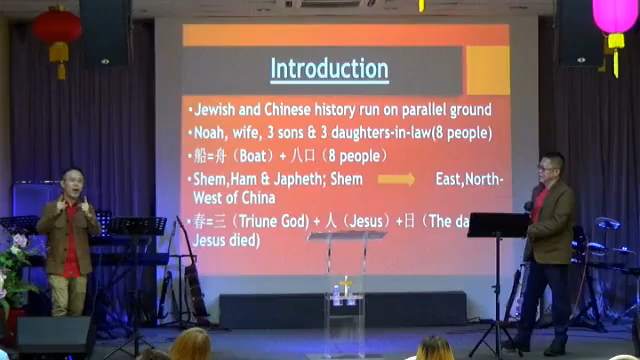 Introduction
• Jewish and Chinese history run on parallel ground
• Noah, wife, 3 sons & 3 daughters-in-law(8 people)
• 船=舟（Boat）+ 八口（8 people）
• Shem,Ham & Japheth; Shem East,North-
West of China
• 春=三（Triune God）+ 人（Jesus）+日（The
Jesus died)